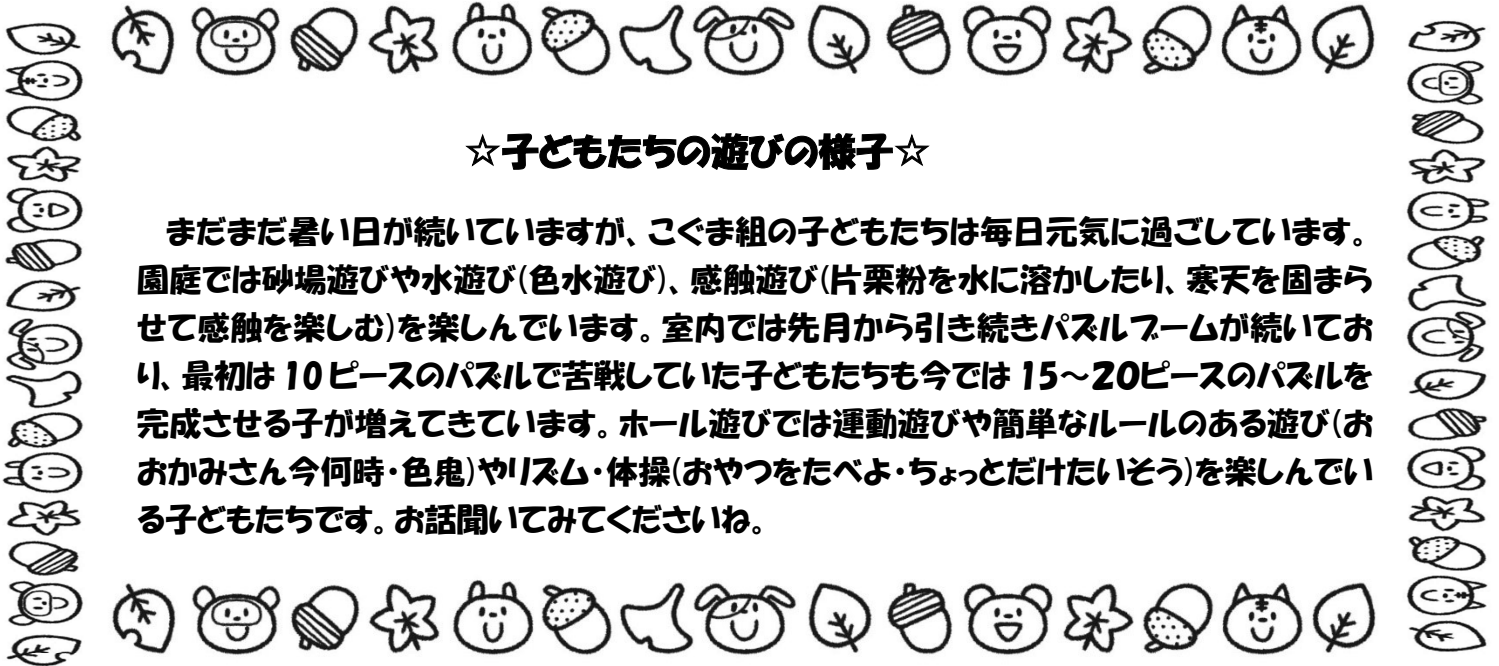 ☆子どもたちの遊びの様子☆
まだまだ暑い日が続いていますが、こぐま組の子どもたちは毎日元気に過ごしています。
園庭では砂場遊びや水遊び(色水遊び)、感触遊び(片栗粉を水に溶かしたり、寒天を固まら
せて感触を楽しむ)を楽しんでいます。室内では先月から引き続きパズルブームが続いてお
り、最初は 10 ピースのパズルで苦戦していた子どもたちも今では 15～20ピースのパズルを
完成させる子が増えてきています。ホール遊びでは運動遊びや簡単なルールのある遊び(お
おかみさん今何時・色鬼)やリズム・体操(おやつをたべよ・ちょっとだけたいそう)を楽しんでい
る子どもたちです。お話聞いてみてくださいね。